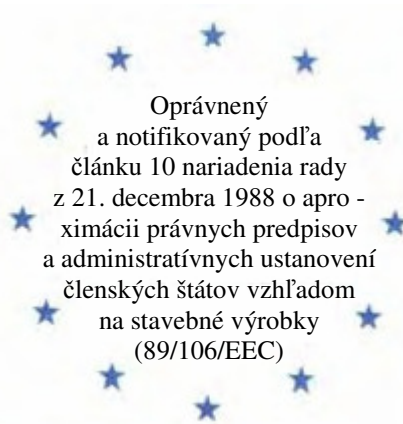 Oprávnený
a notifikovaný podľa
článku 10 nariadenia rady
z 21. decembra 1988 o apro -
ximácii právnych predpisov
a administratívnych ustanovení
členských štátov vzhľadom
na stavebné výrobky
(89/106/EEC)